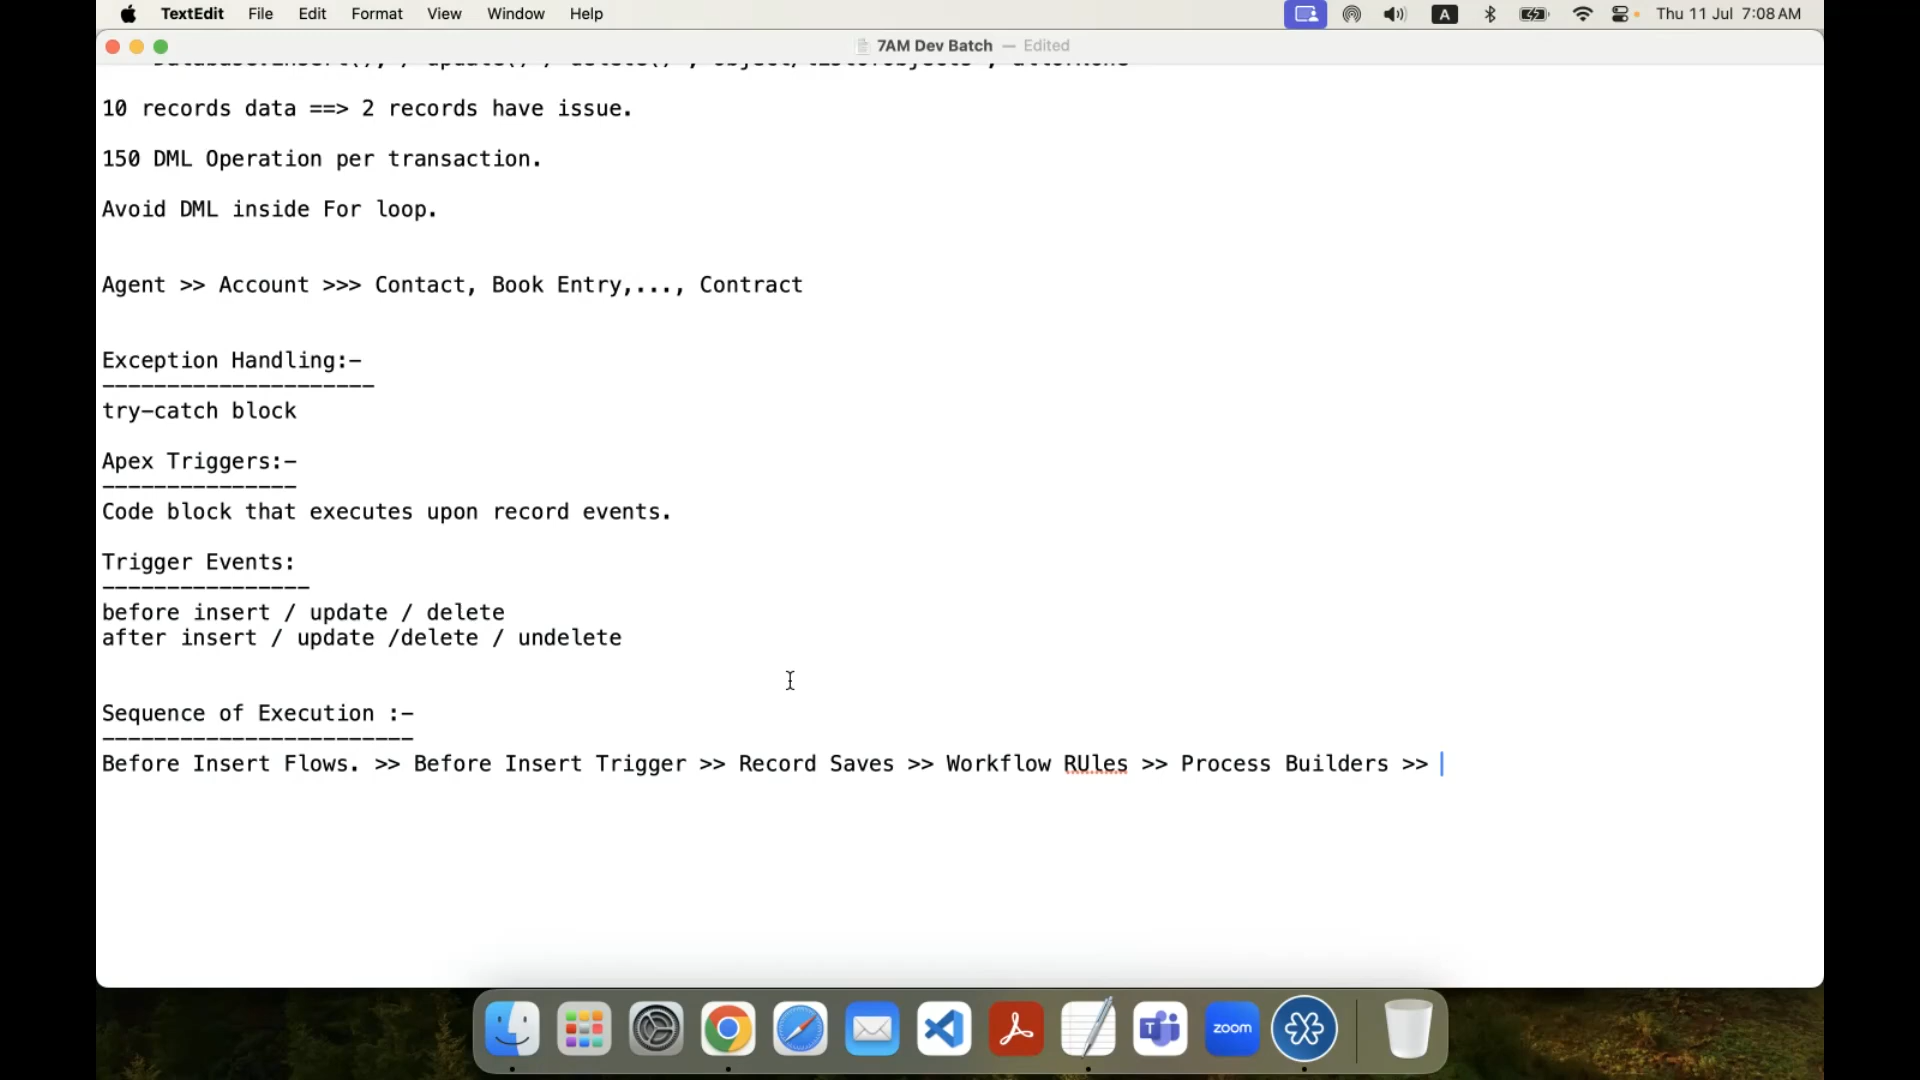 TextEdit File Edit Format View Window Help A Thu 11 Jul 7:08 AM
7AM Dev Batch — Edited
10 records data ==> 2 records have issue.
150 DML Operation per transaction.
Avoid DML inside For loop.
Agent >> Account >>> Contact, Book Entry,..., Contract
Exception Handling:-
---------------------
try-catch block
Apex Triggers:-
---------------
Code block that executes upon record events.
Trigger Events:
----------------
before insert / update / delete
after insert / update /delete / undelete
Sequence of Execution :-
------------------------
Before Insert Flows. >> Before Insert Trigger >> Record Saves >> Workflow RUles >> Process Builders >>
T zoom